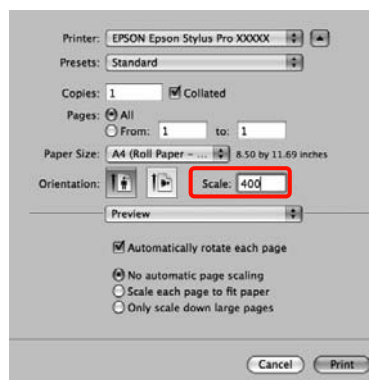 Printer: EPSON Epson Stylus Pro XXXXX
Presets: Standard
Copies: 1 Collated
Pages: All
From: 1 to: 1
Paper Size: A4 (Roll Paper - ... 8.50 by 11.69 inches
Orientation: Scale: 400
Preview
Automatically rotate each page
No automatic page scaling
Scale each page to fit paper
Only scale down large pages
Cancel Print